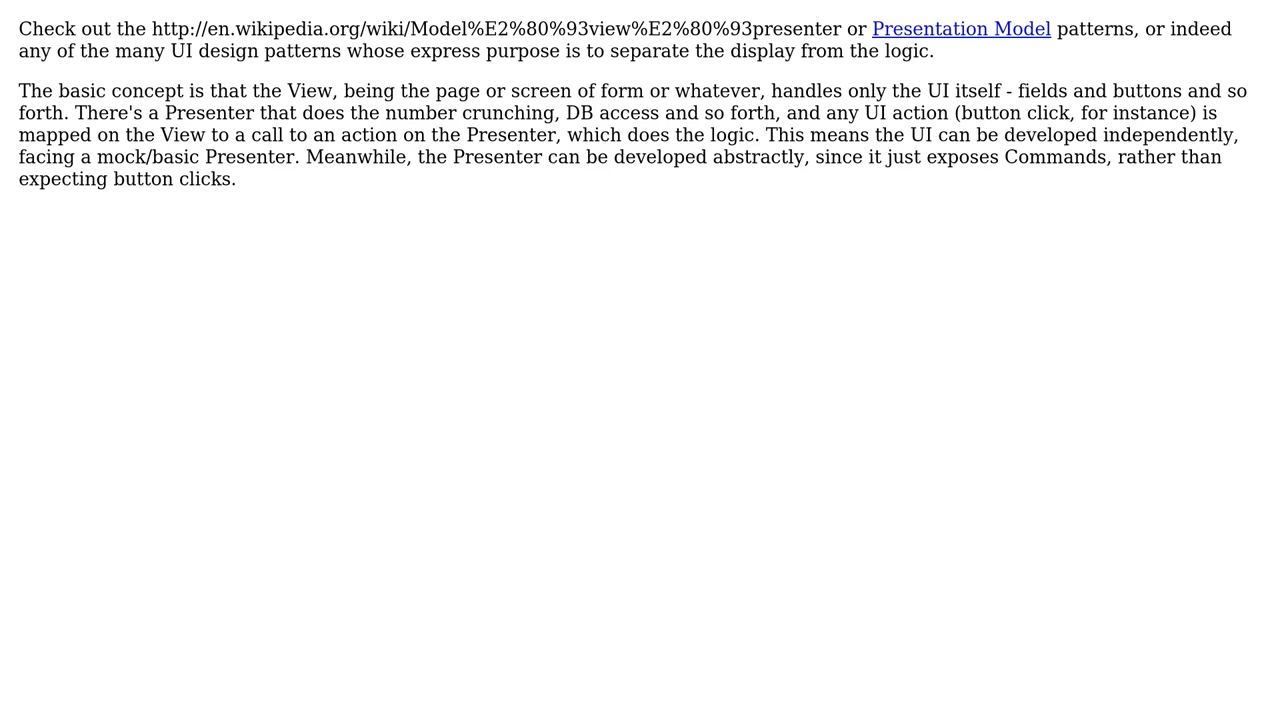 Check out the http://en.wikipedia.org/wiki/Model%E2%80%93view%E2%80%93presenter or Presentation Model patterns, or indeed
any of the many UI design patterns whose express purpose is to separate the display from the logic.
The basic concept is that the View, being the page or screen of form or whatever, handles only the UI itself - fields and buttons and so
forth. There's a Presenter that does the number crunching, DB access and so forth, and any UI action (button click, for instance) is
mapped on the View to a call to an action on the Presenter, which does the logic. This means the UI can be developed independently,
facing a mock/basic Presenter. Meanwhile, the Presenter can be developed abstractly, since it just exposes Commands, rather than
expecting button clicks.